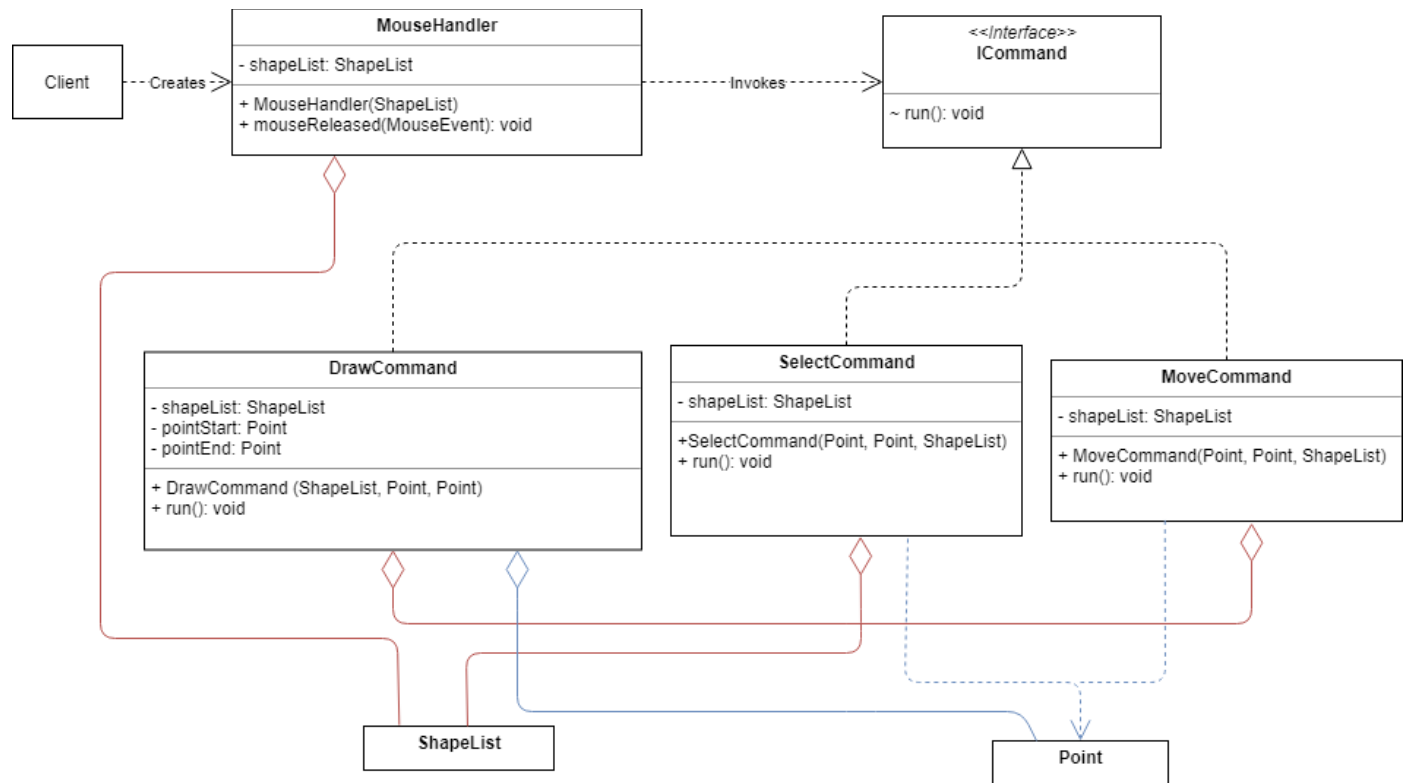 MouseHandler
- shapeList: ShapeList
+ MouseHandler(ShapeList)
+ mouseReleased(MouseEvent): void
Client
Creates
Invokes
<<Interface>>
ICommand
~ run(): void
DrawCommand
- shapeList: ShapeList
- pointStart: Point
- pointEnd: Point
+ DrawCommand (ShapeList, Point, Point)
+ run(): void
SelectCommand
- shapeList: ShapeList
+SelectCommand(Point, Point, ShapeList)
+ run(): void
MoveCommand
- shapeList: ShapeList
+ MoveCommand(Point, Point, ShapeList)
+ run(): void
ShapeList
Point